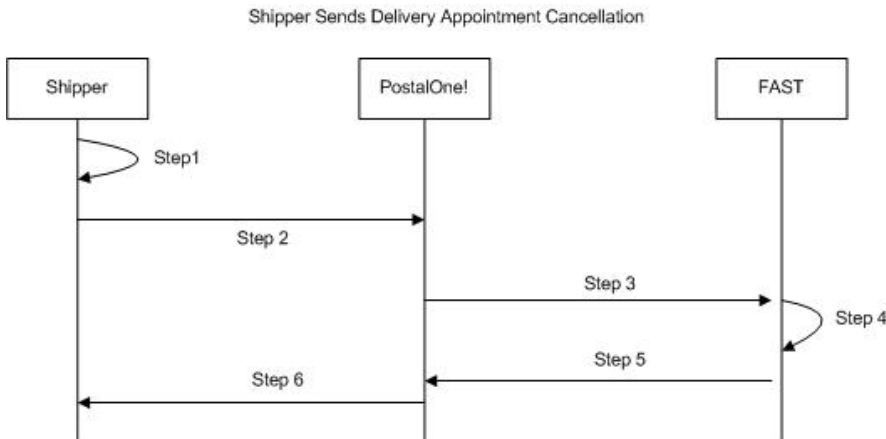 Shipper Sends Delivery Appointment Cancellation
Shipper
PostalOne!
FAST
Step1
Step 2
Step 3
Step 4
Step 5
Step 6